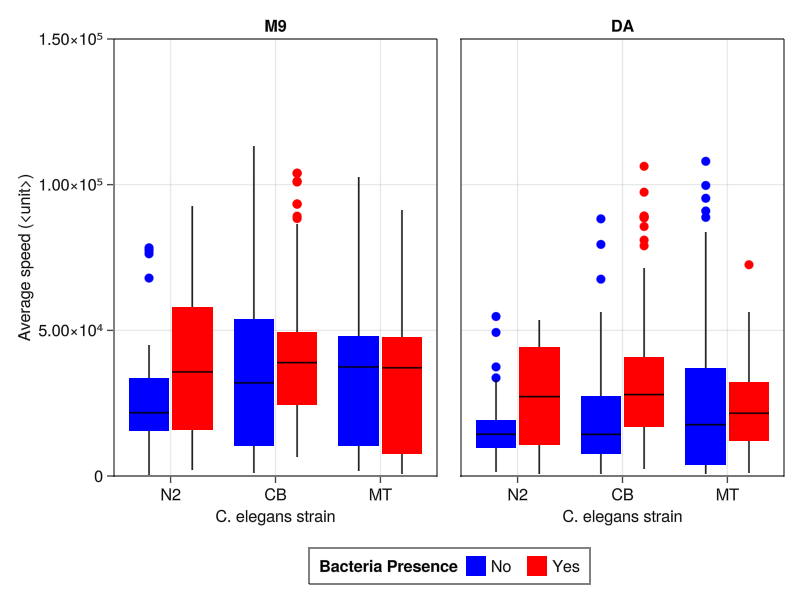 M9
DA
1.50×10⁵
1.00×10⁵
5.00×10⁴
0
Average speed (<unit>)
N2 CB MT
N2 CB MT
C. elegans strain
C. elegans strain
Bacteria Presence No Yes